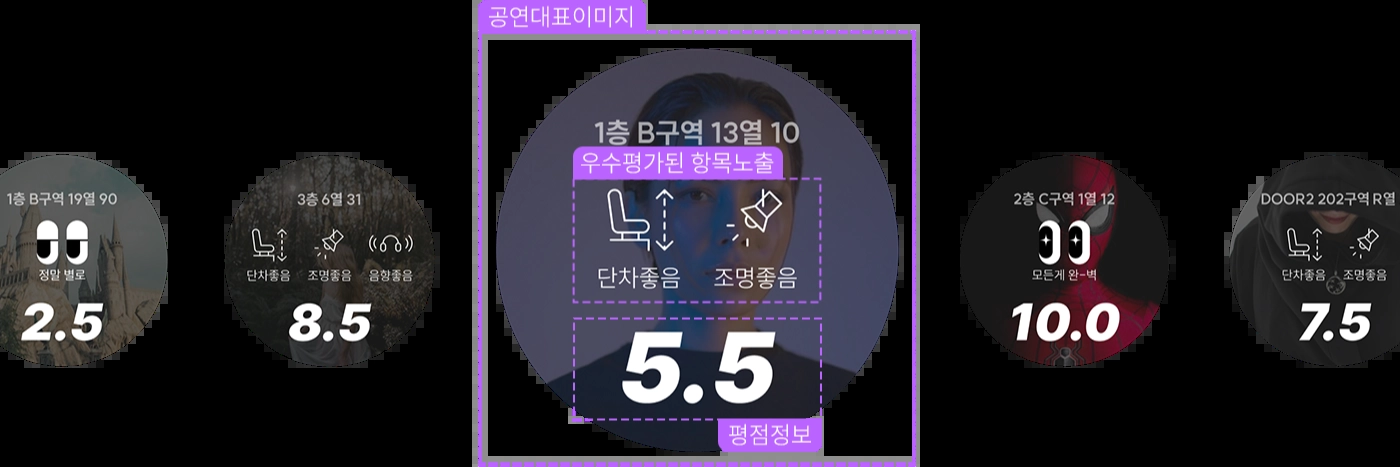 공연대표이미지
1층 B구역 19열 90
정말 별로
2.5
3층 6열 31
단차좋음 조명좋음 음향좋음
8.5
1층 B구역 13열 10
우수평가된 항목노출
단차좋음 조명좋음
5.5
평점정보
2층 C구역 1열 12
모든게 완-벽
10.0
DOOR2 202구역 R열
단차좋음 조명좋음
7.5